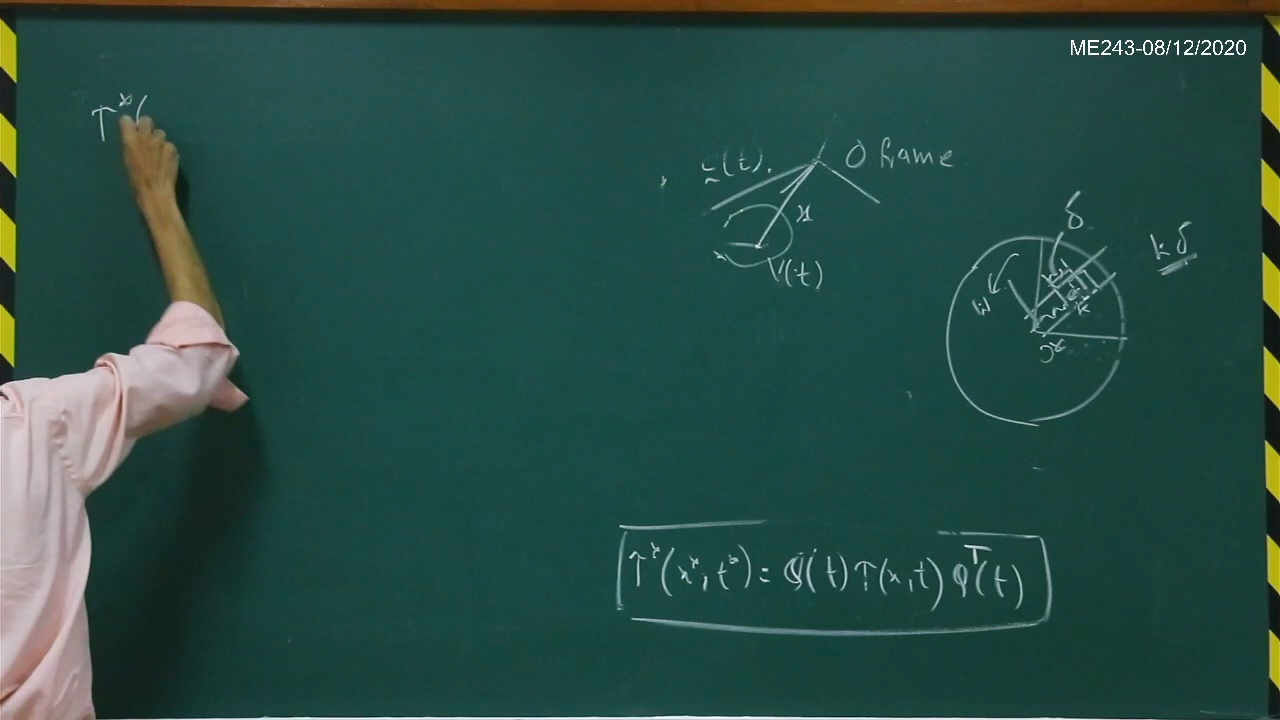 ME243-08/12/2020
T*(
c(t).
O frame
x
V(t)
δ
kδ
ω
k
O*
T*(x*, t*) = Q(t) T(x, t) Q^T(t)